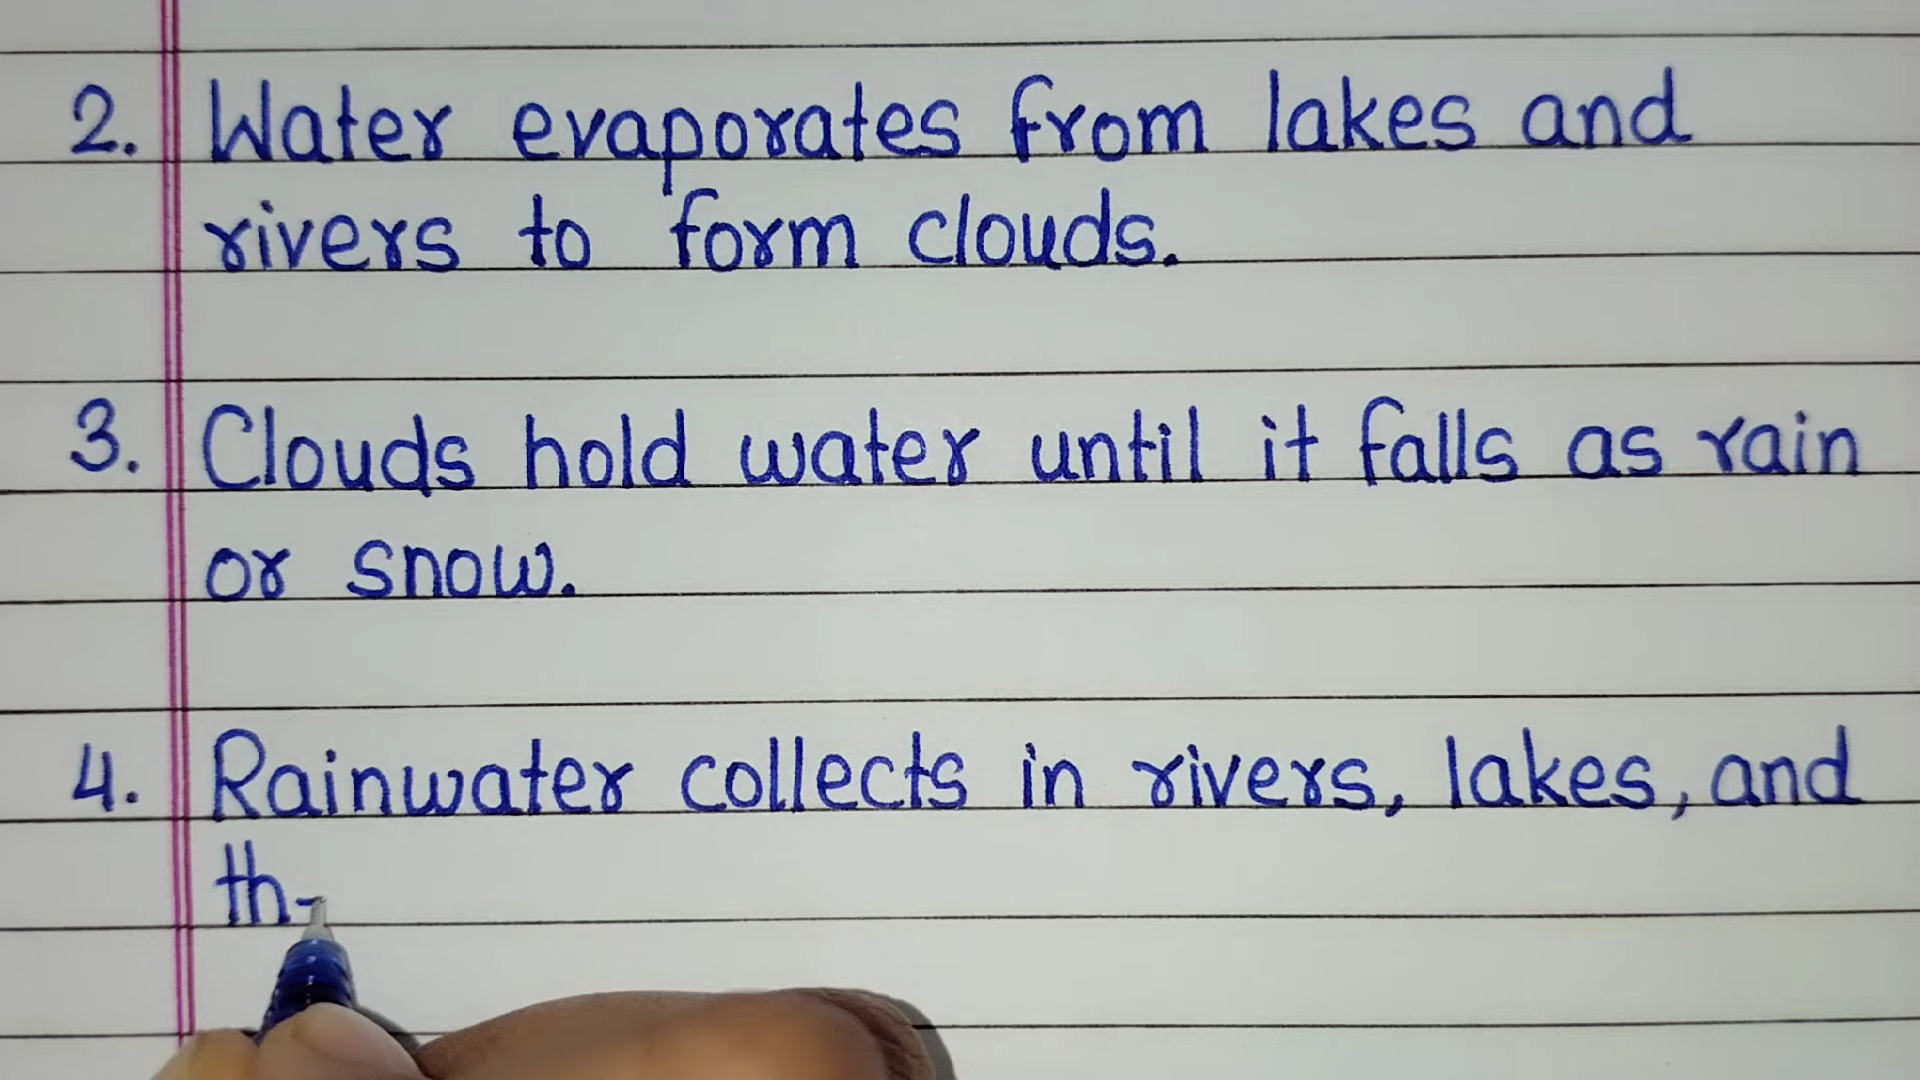 2. Water evaporates from lakes and
rivers to form clouds.
3. Clouds hold water until it falls as rain
or snow.
4. Rainwater collects in rivers, lakes, and
th